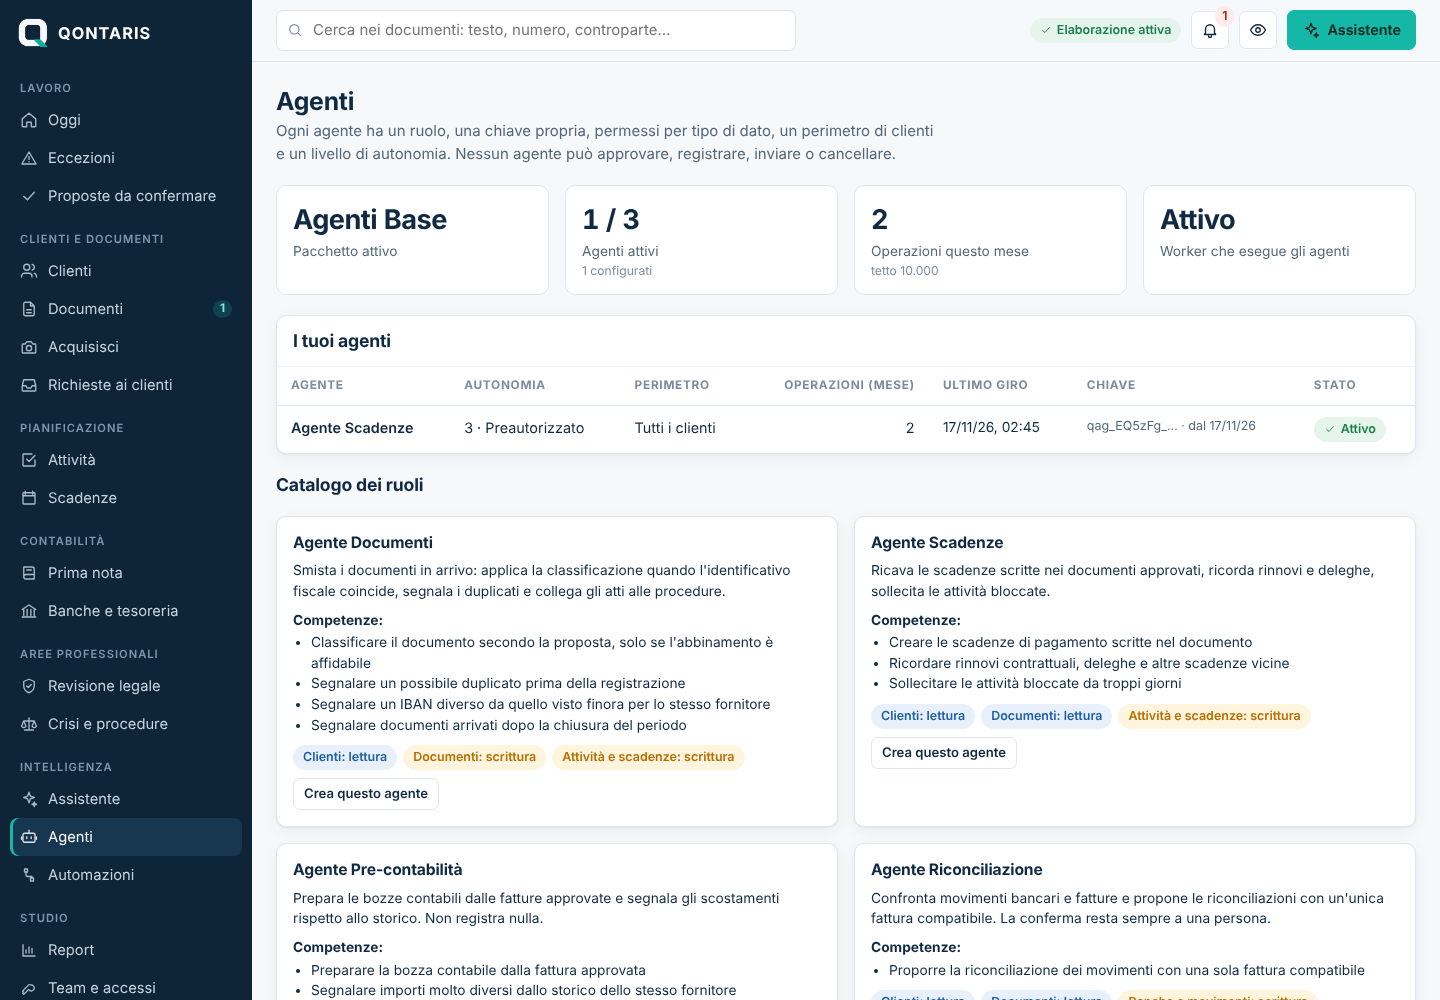 QONTARIS
Cerca nei documenti: testo, numero, controparte...
Elaborazione attiva
1
Assistente
LAVORO
Oggi
Eccezioni
Proposte da confermare
CLIENTI E DOCUMENTI
Clienti
Documenti
1
Acquisisci
Richieste ai clienti
PIANIFICAZIONE
Attività
Scadenze
CONTABILITÀ
Prima nota
Banche e tesoreria
AREE PROFESSIONALI
Revisione legale
Crisi e procedure
INTELLIGENZA
Assistente
Agenti
Automazioni
STUDIO
Report
Team e accessi
Agenti
Ogni agente ha un ruolo, una chiave propria, permessi per tipo di dato, un perimetro di clienti
e un livello di autonomia. Nessun agente può approvare, registrare, inviare o cancellare.
Agenti Base
Pacchetto attivo
1 / 3
Agenti attivi
1 configurati
2
Operazioni questo mese
tetto 10.000
Attivo
Worker che esegue gli agenti
I tuoi agenti
AGENTE AUTONOMIA PERIMETRO OPERAZIONI (MESE) ULTIMO GIRO CHIAVE STATO
Agente Scadenze 3 · Preautorizzato Tutti i clienti 2 17/11/26, 02:45 qag_EQ5zFg_... · dal 17/11/26 Attivo
Catalogo dei ruoli
Agente Documenti
Smista i documenti in arrivo: applica la classificazione quando l'identificativo
fiscale coincide, segnala i duplicati e collega gli atti alle procedure.
Competenze:
• Classificare il documento secondo la proposta, solo se l'abbinamento è
affidabile
• Segnalare un possibile duplicato prima della registrazione
• Segnalare un IBAN diverso da quello visto finora per lo stesso fornitore
• Segnalare documenti arrivati dopo la chiusura del periodo
Clienti: lettura Documenti: scrittura Attività e scadenze: scrittura
Crea questo agente
Agente Scadenze
Ricava le scadenze scritte nei documenti approvati, ricorda rinnovi e deleghe,
sollecita le attività bloccate.
Competenze:
• Creare le scadenze di pagamento scritte nel documento
• Ricordare rinnovi contrattuali, deleghe e altre scadenze vicine
• Sollecitare le attività bloccate da troppi giorni
Clienti: lettura Documenti: lettura Attività e scadenze: scrittura
Crea questo agente
Agente Pre-contabilità
Prepara le bozze contabili dalle fatture approvate e segnala gli scostamenti
rispetto allo storico. Non registra nulla.
Competenze:
• Preparare la bozza contabile dalla fattura approvata
• Segnalare importi molto diversi dallo storico dello stesso fornitore
Agente Riconciliazione
Confronta movimenti bancari e fatture e propone le riconciliazioni con un'unica
fattura compatibile. La conferma resta sempre a una persona.
Competenze:
• Proporre la riconciliazione dei movimenti con una sola fattura compatibile
Clienti: lettura Documenti: lettura Banche e movimenti: scrittura